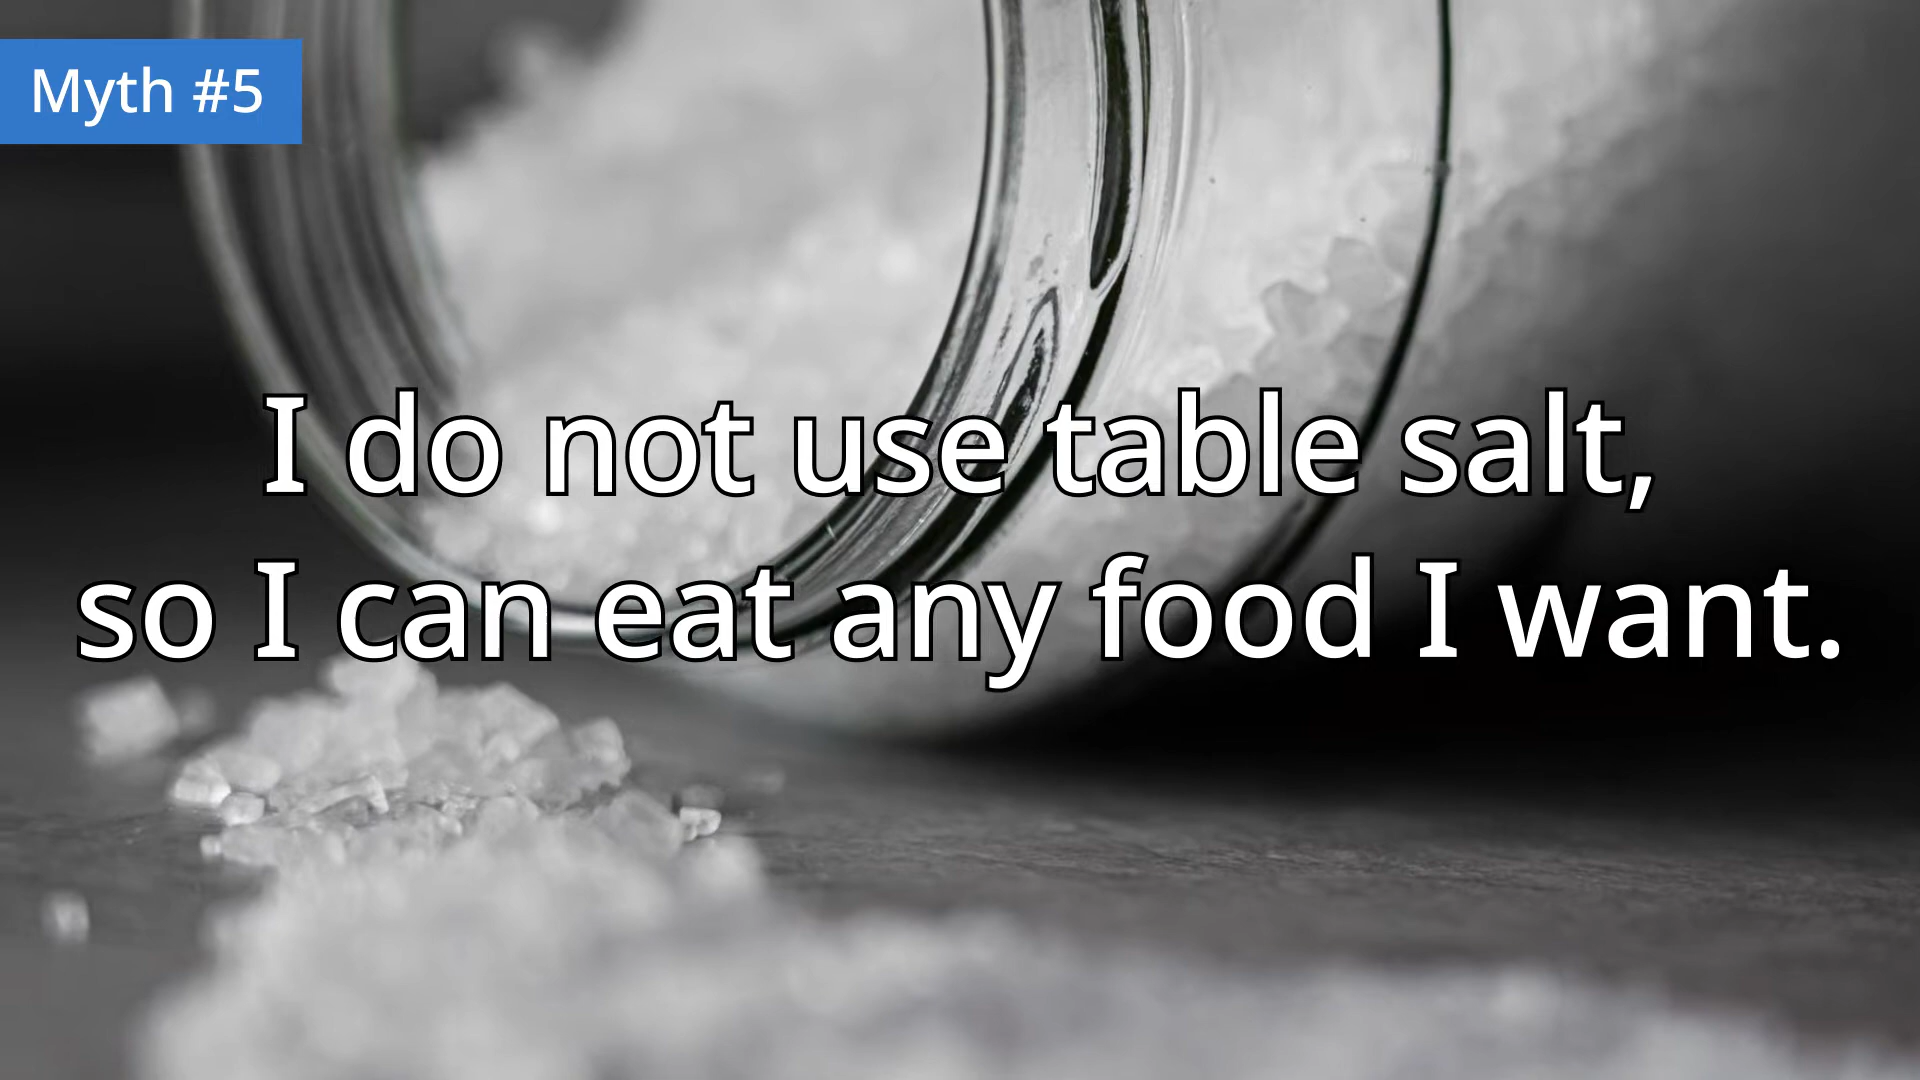 Myth #5
I do not use table salt,
so I can eat any food I want.